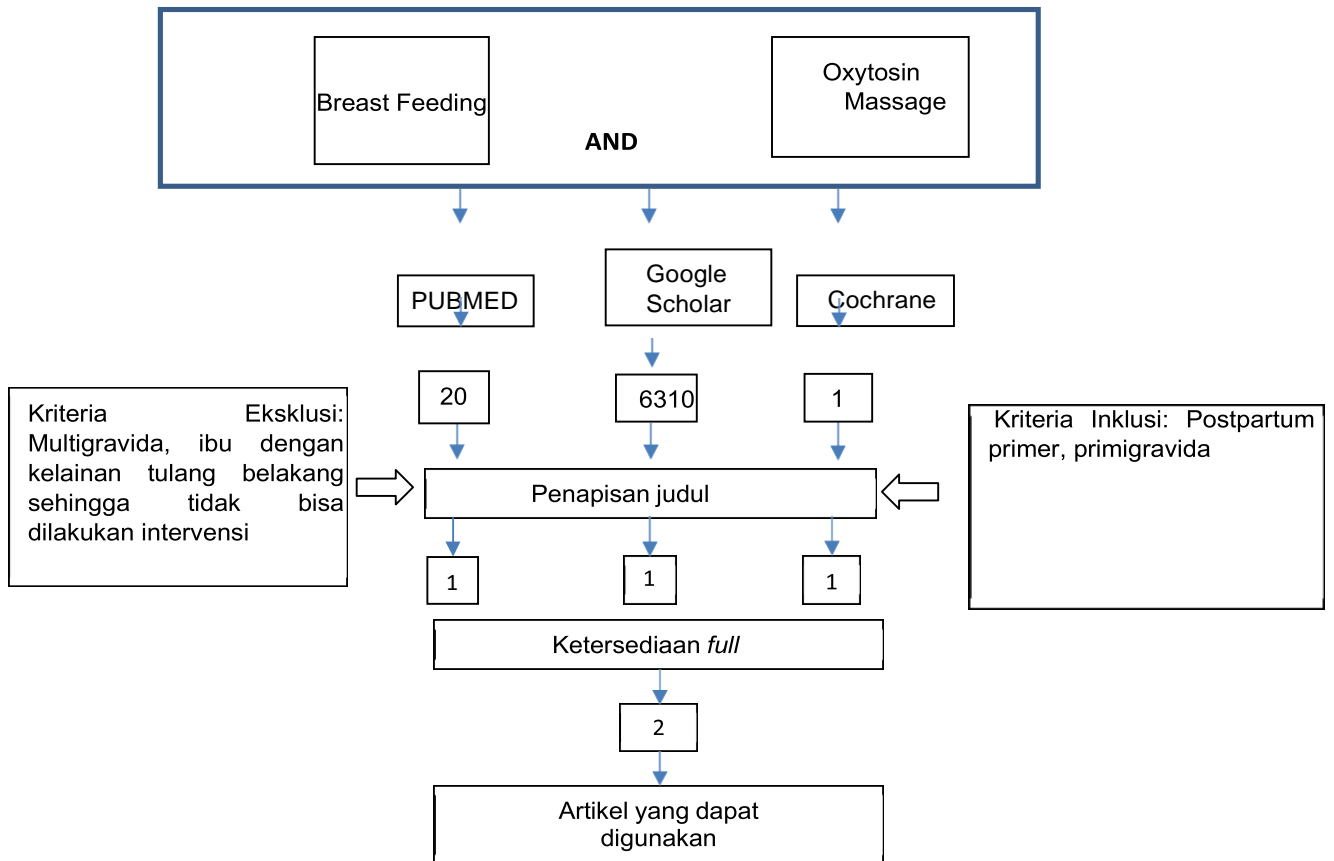 Breast Feeding
Oxytosin
Massage
AND
PUBMED
Google
Scholar
Cochrane
20
6310
1
Kriteria Eksklusi:
Multigravida, ibu dengan
kelainan tulang belakang
sehingga tidak bisa
dilakukan intervensi
Penapisan judul
Kriteria Inklusi: Postpartum
primer, primigravida
1
1
1
Ketersediaan full
2
Artikel yang dapat
digunakan